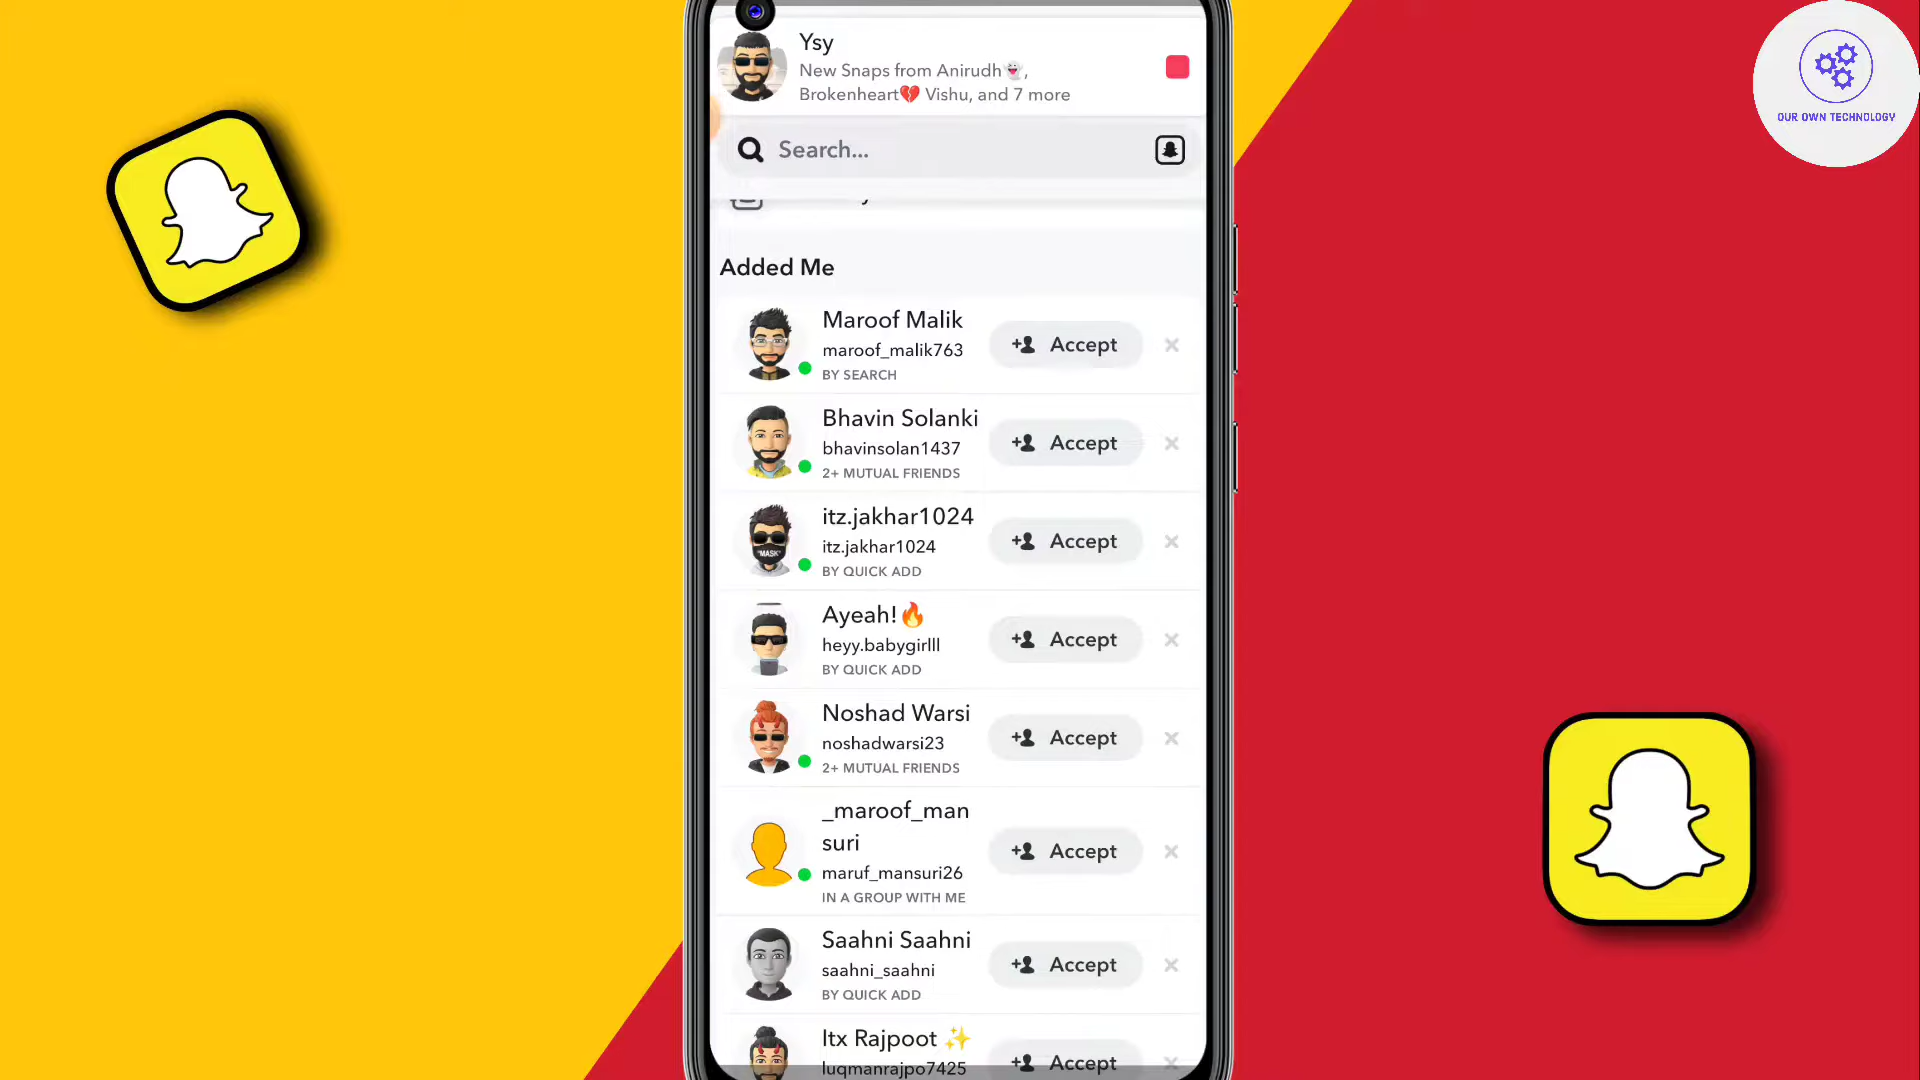 Ysy
New Snaps from Anirudh👻,
Brokenheart💔 Vishu, and 7 more
OUR OWN TECHNOLOGY
Search...
Added Me
Maroof Malik
maroof_malik763
BY SEARCH
Accept
Bhavin Solanki
bhavinsolan1437
2+ MUTUAL FRIENDS
Accept
itz.jakhar1024
itz.jakhar1024
BY QUICK ADD
Accept
"MASK"
Ayeah!🔥
heyy.babygirlll
BY QUICK ADD
Accept
Noshad Warsi
noshadwarsi23
2+ MUTUAL FRIENDS
Accept
_maroof_man
suri
maruf_mansuri26
IN A GROUP WITH ME
Accept
Saahni Saahni
saahni_saahni
BY QUICK ADD
Accept
Itx Rajpoot ✨
luqmanrajpo7425
Accept